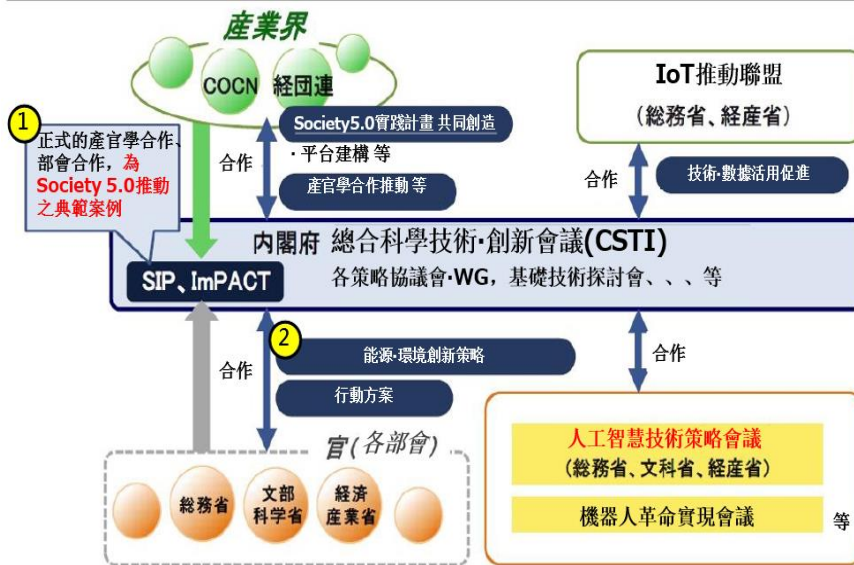 産業界
COCN 経団連
1
正式的產官學合作、
部會合作，為
Society 5.0推動
之典範案例
合作
Society5.0實踐計畫 共同創造
·平台建構 等
產官學合作推動 等
IoT推動聯盟
（総務省、経産省）
合作
技術·數據活用促進
内閣府 總合科學技術·創新會議(CSTI)
SIP、ImPACT
各策略協議會·WG，基礎技術探討會、、、等
合作
2
能源·環境創新策略
行動方案
合作
官(各部會)
総務省
文部
科学省
経済
産業省
人工智慧技術策略會議
（総務省、文科省、経産省）
機器人革命實現會議
等